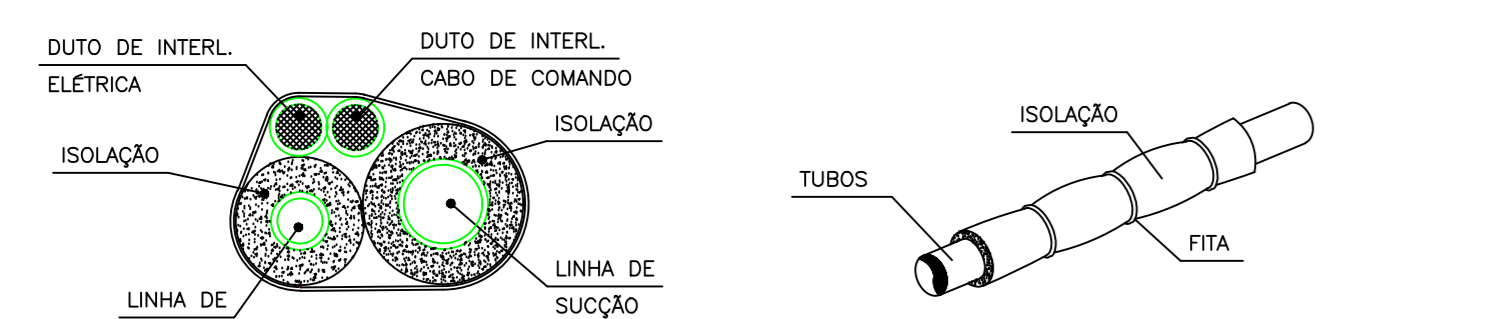 DUTO DE INTERL.
ELÉTRICA
DUTO DE INTERL.
CABO DE COMANDO
ISOLAÇÃO
ISOLAÇÃO
LINHA DE
LINHA DE
SUCÇÃO
ISOLAÇÃO
TUBOS
FITA